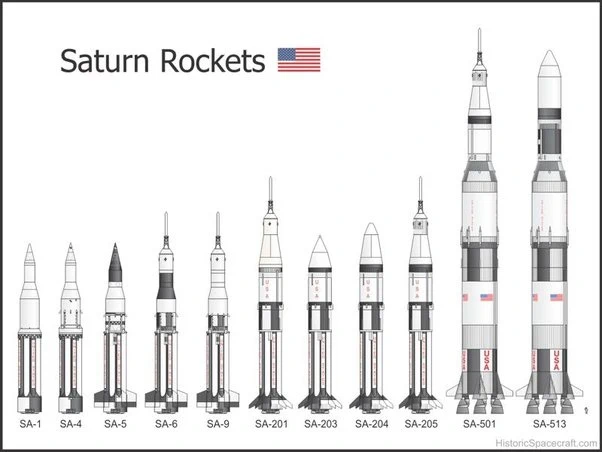 Saturn Rockets
USA
USA
USA
USA
USA
USA
SA-1
SA-4
SA-5
SA-6
SA-9
SA-201
SA-203
SA-204
SA-205
SA-501
SA-513
HistoricSpacecraft.com